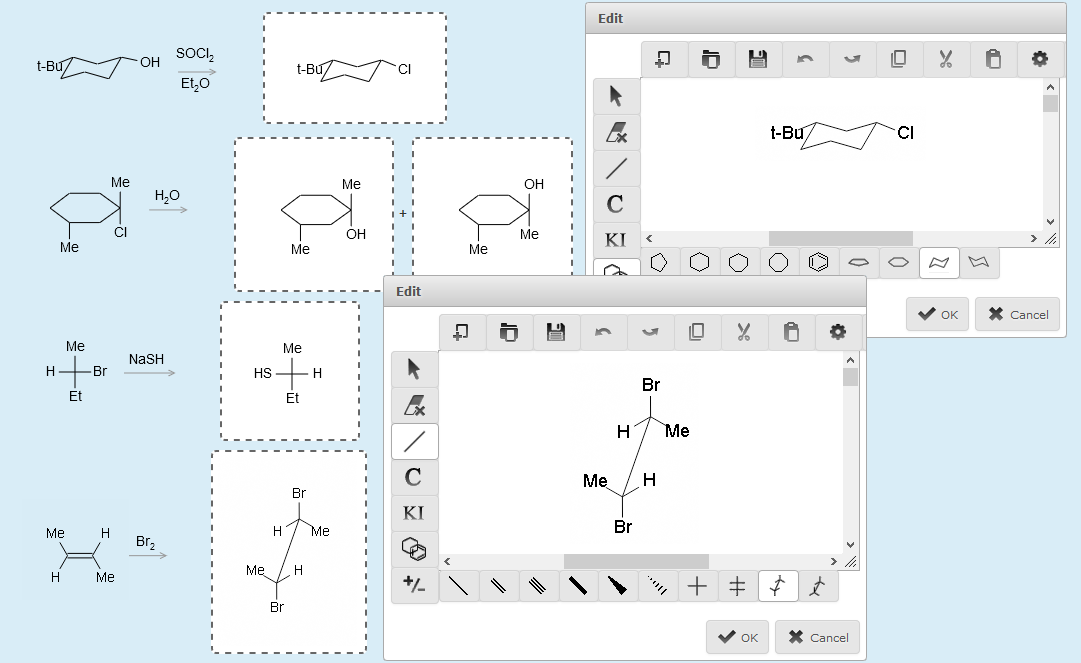 t-Bu OH SOCl2 Et2O
t-Bu Cl
Me Cl Me H2O
Me OH Me
+
OH Me Me
Me H Br Et NaSH
Me HS H Et
Me H H Me Br2
Br H Me Me H Br
Edit
t-Bu Cl
C
KI
OK Cancel
Edit
Br
H Me
Me H
Br
C
KI
+/-
OK Cancel